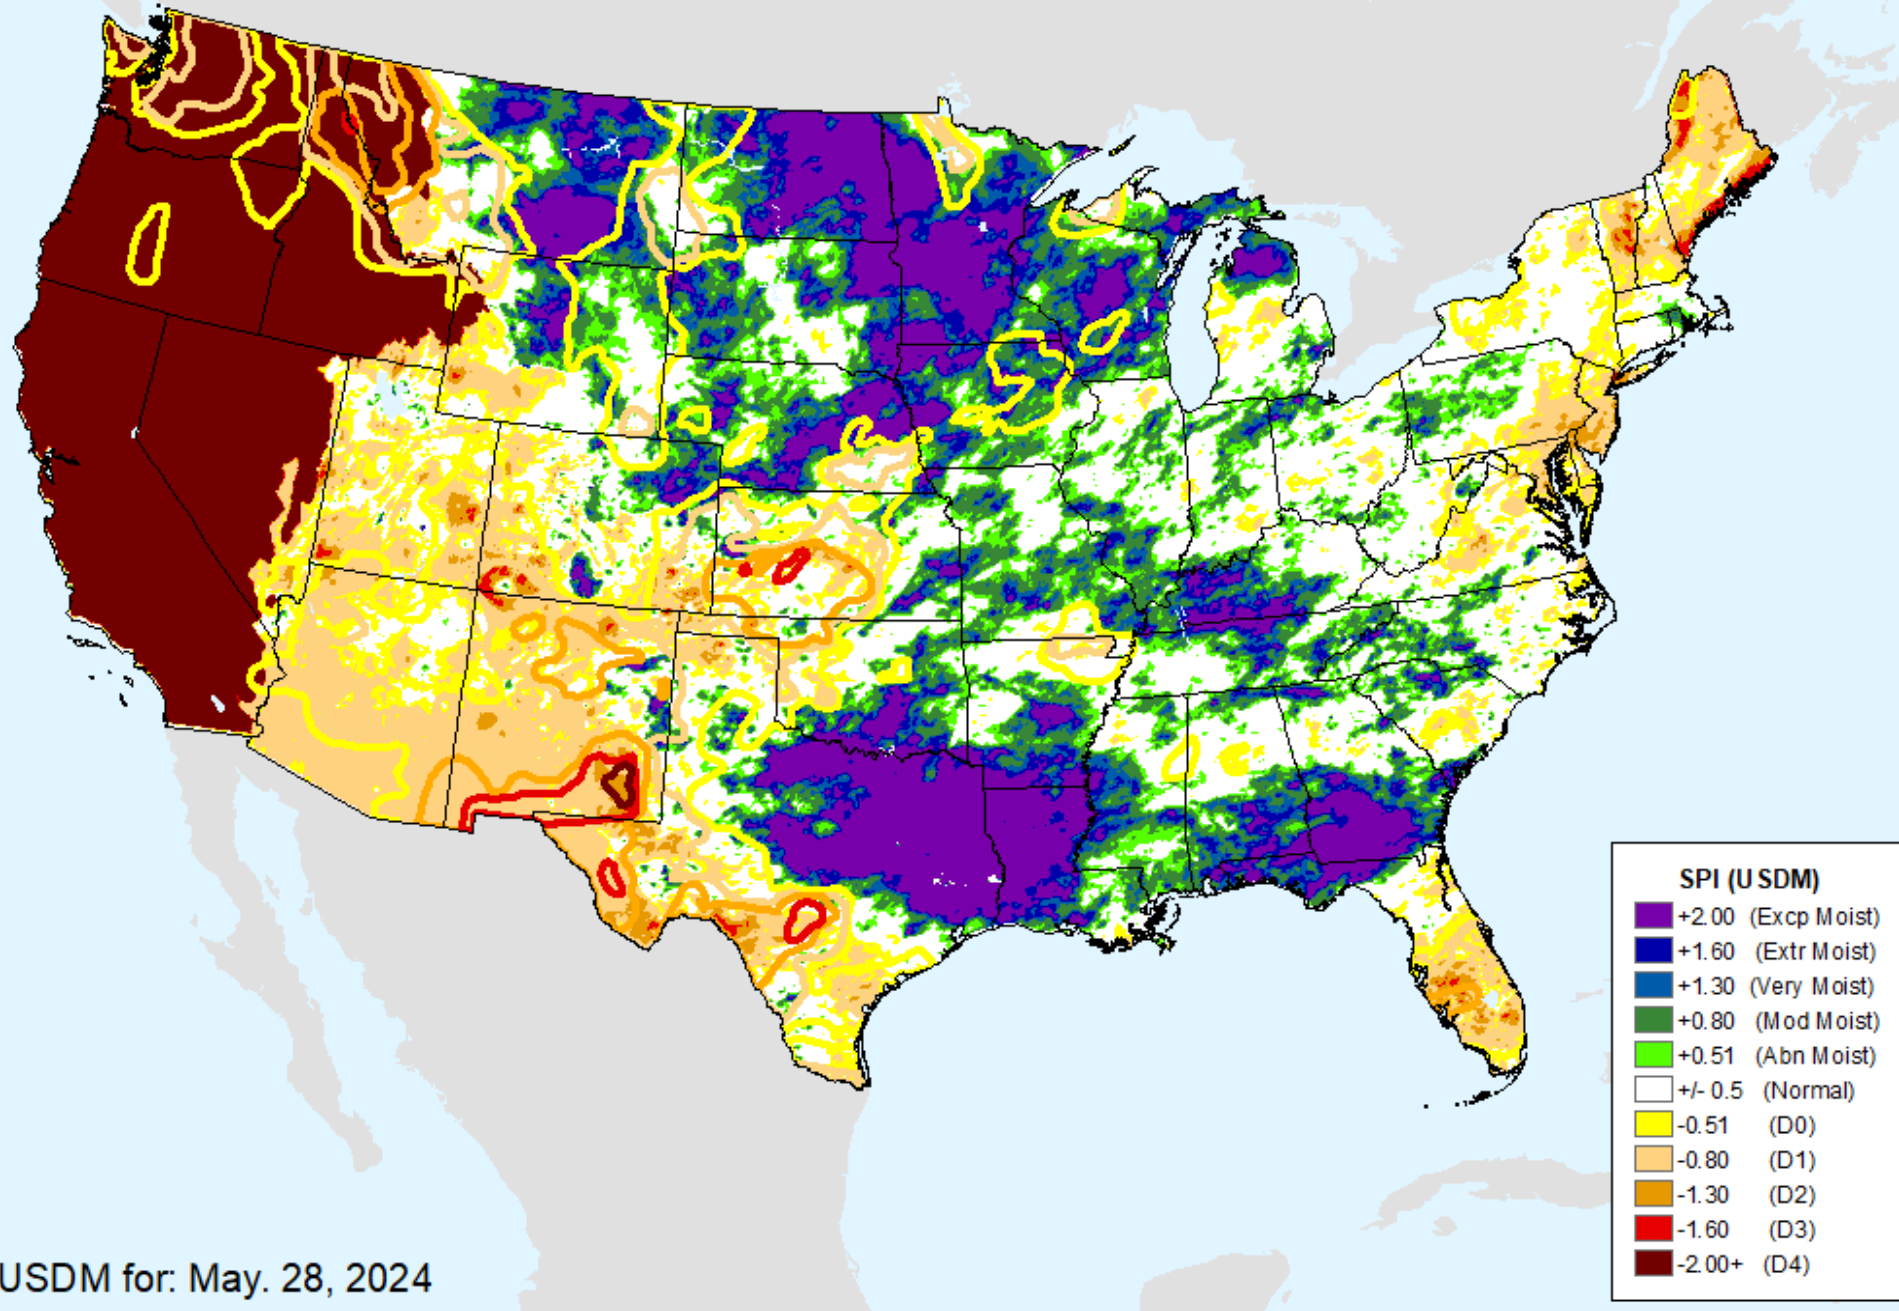 SPI (USDM)
+2.00 (Excp Moist)
+1.60 (Extr Moist)
+1.30 (Very Moist)
+0.80 (Mod Moist)
+0.51 (Abn Moist)
+/- 0.5 (Normal)
-0.51 (D0)
-0.80 (D1)
-1.30 (D2)
-1.60 (D3)
-2.00+ (D4)
USDM for: May. 28, 2024